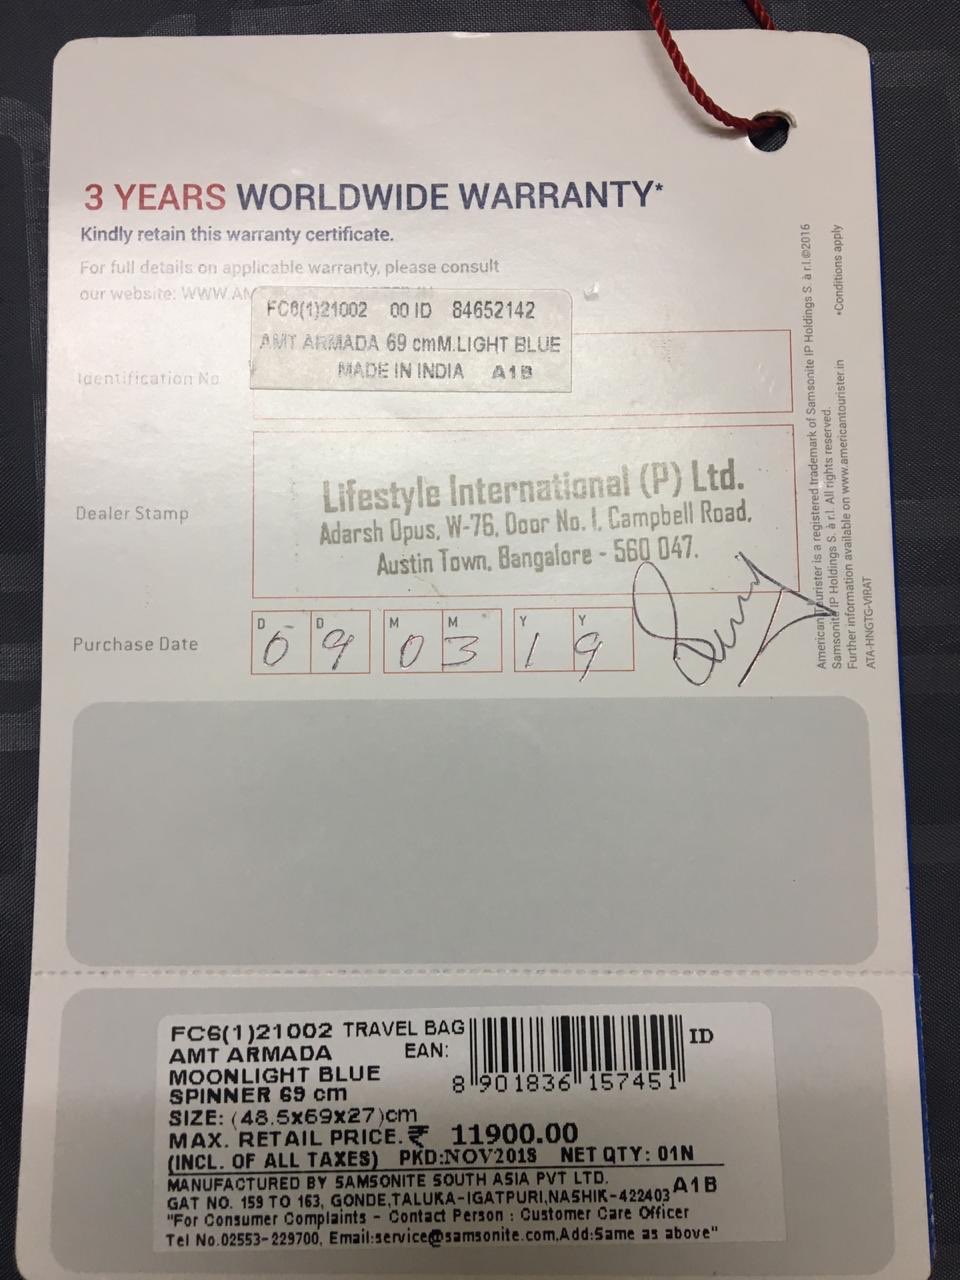 3 YEARS WORLDWIDE WARRANTY*
Kindly retain this warranty certificate.
For full details on applicable warranty, please consult
our website: WWW.AM
FC6(1)21002 00 ID 84652142
AMT ARMADA 69 cmM.LIGHT BLUE
MADE IN INDIA A1B
Identification No
Dealer Stamp
Lifestyle International (P) Ltd.
Adarsh Opus, W-76, Door No. 1, Campbell Road,
Austin Town, Bangalore - 560 047.
Purchase Date
D D M M Y Y
0 9 0 3 1 9
American Tourister is a registered trademark of Samsonite IP Holdings S. à r.l.©2016
Samsonite IP Holdings S. à r.l. All rights reserved. *Conditions apply
Further information available on www.americantourister.in
ATA-HNGTG-VIRAT
FC6(1)21002 TRAVEL BAG
AMT ARMADA EAN:
MOONLIGHT BLUE
SPINNER 69 cm
8 901836 157451
ID
SIZE: (48.5x69x27)cm
MAX. RETAIL PRICE.₹ 11900.00
(INCL. OF ALL TAXES) PKD:NOV2018 NET QTY: 01N
MANUFACTURED BY SAMSONITE SOUTH ASIA PVT LTD.
GAT NO. 159 TO 163, GONDE,TALUKA-IGATPURI,NASHIK-422403 A1B
"For Consumer Complaints - Contact Person : Customer Care Officer
Tel No.02553-229700, Email:service@samsonite.com,Add:Same as above"